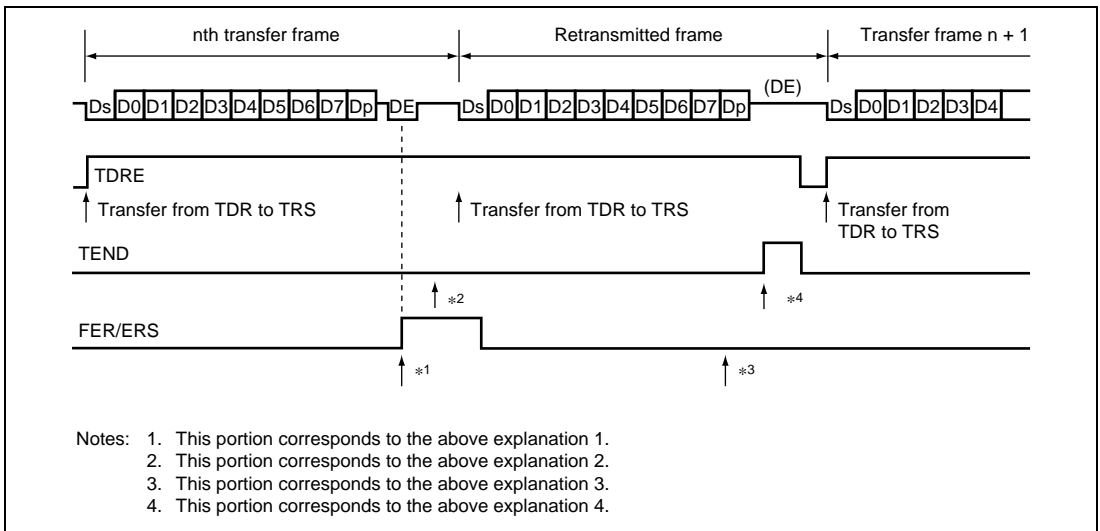 nth transfer frame Retransmitted frame Transfer frame n + 1
Ds D0 D1 D2 D3 D4 D5 D6 D7 Dp DE Ds D0 D1 D2 D3 D4 D5 D6 D7 Dp (DE) Ds D0 D1 D2 D3 D4
TDRE
Transfer from TDR to TRS Transfer from TDR to TRS Transfer from
TDR to TRS
TEND
*2 *4
FER/ERS
*1 *3
Notes: 1. This portion corresponds to the above explanation 1.
2. This portion corresponds to the above explanation 2.
3. This portion corresponds to the above explanation 3.
4. This portion corresponds to the above explanation 4.